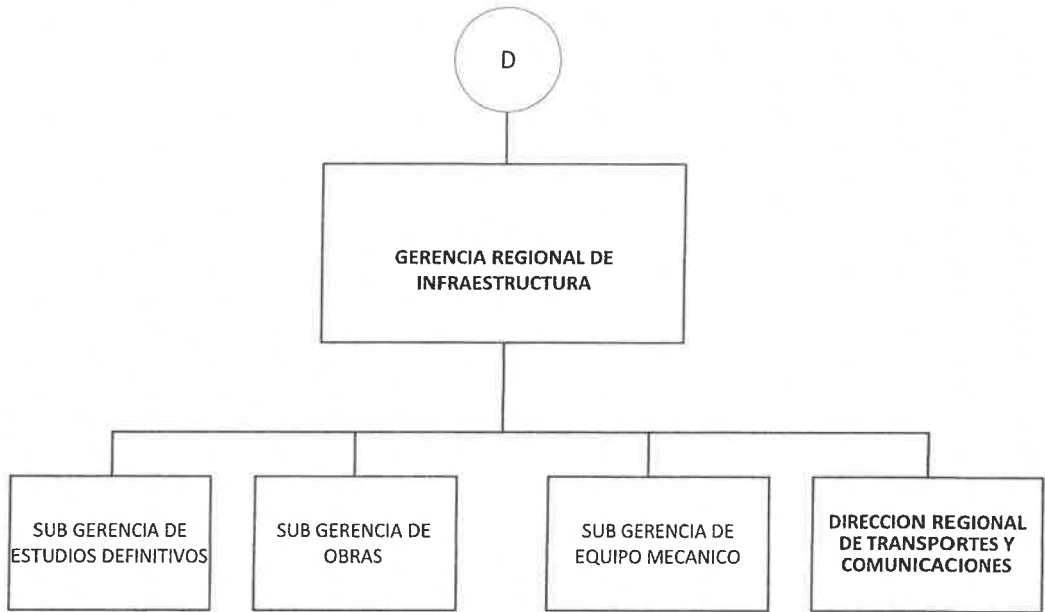 D
GERENCIA REGIONAL DE
INFRAESTRUCTURA
SUB GERENCIA DE
ESTUDIOS DEFINITIVOS
SUB GERENCIA DE
OBRAS
SUB GERENCIA DE
EQUIPO MECANICO
DIRECCION REGIONAL
DE TRANSPORTES Y
COMUNICACIONES